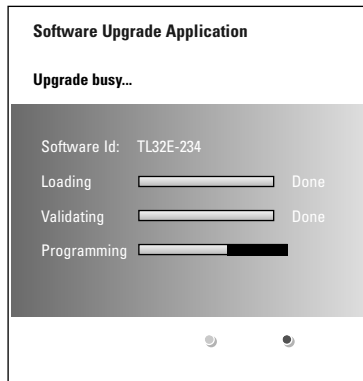 Software Upgrade Application
Upgrade busy...
Software Id: TL32E-234
Loading Done
Validating Done
Programming